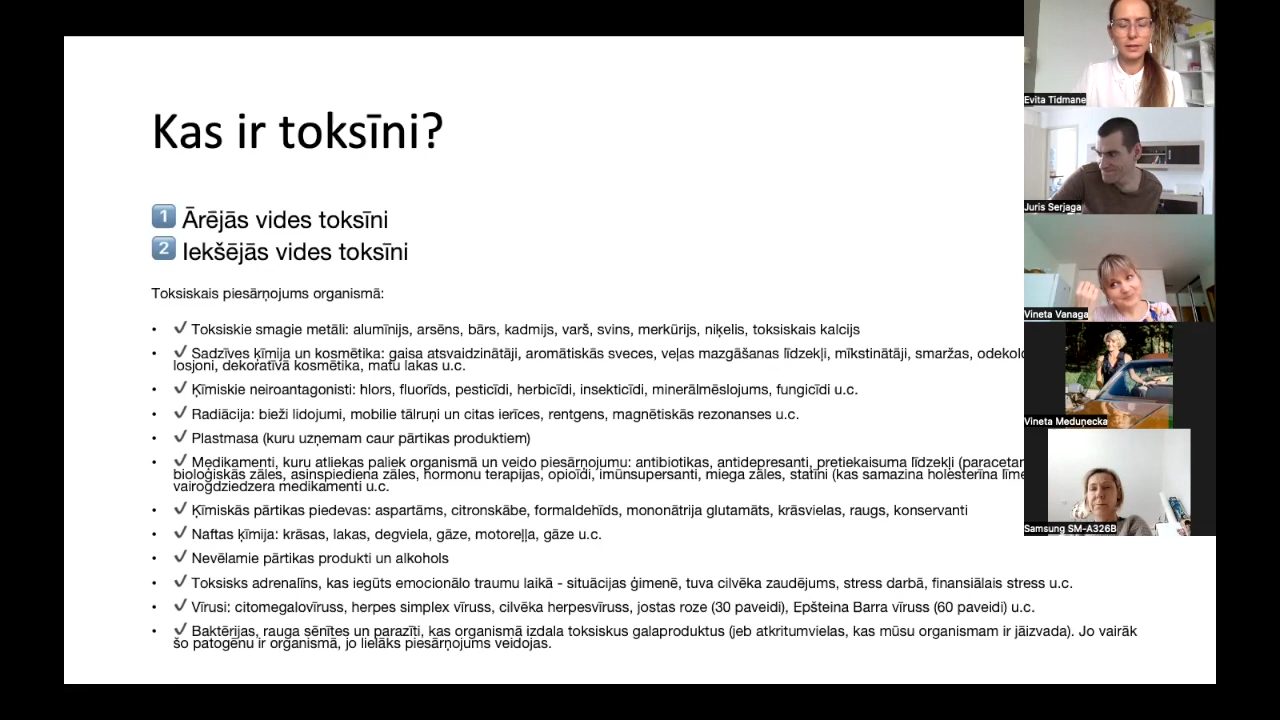 Kas ir toksīni?
1 Ārējās vides toksīni
2 Iekšējās vides toksīni
Toksiskais piesārņojums organismā:
• ✔ Toksiskie smagie metāli: alumīnijs, arsēns, bārs, kadmijs, varš, svins, merkūrijs, niķelis, toksiskais kalcijs
• ✔ Sadzīves ķīmija un kosmētika: gaisa atsvaidzinātāji, aromātiskās sveces, veļas mazgāšanas līdzekļi, mīkstinātāji, smaržas,
losjoni, dekoratīvā kosmētika, matu lakas u.c.
• ✔ Ķīmiskie neiroantagonisti: hlors, fluorīds, pesticīdi, herbicīdi, insekticīdi, minerālmēslojums, fungicīdi u.c.
• ✔ Radiācija: bieži lidojumi, mobilie tālruņi un citas ierīces, rentgens, magnētiskās rezonanses u.c.
• ✔ Plastmasa (kuru uzņemam caur pārtikas produktiem)
• ✔ Medikamenti, kuru atliekas paliek organismā un veido piesārņojumu: antibiotikas, antidepresanti, pretiekaisuma līdzekļi
bioloģiskās zāles, asinspiediena zāles, hormonu terapijas, opioīdi, imūnsupersanti, miega zāles, statīni (kas samazina holesterīna
vairogdziedzera medikamenti u.c.
• ✔ Ķīmiskās pārtikas piedevas: aspartāms, citronskābe, formaldehīds, mononātrija glutamāts, krāsvielas, raugs, konservanti
• ✔ Naftas ķīmija: krāsas, lakas, degviela, gāze, motoreļļa, gāze u.c.
• ✔ Nevēlamie pārtikas produkti un alkohols
• ✔ Toksisks adrenalīns, kas iegūts emocionālo traumu laikā - situācijas ģimenē, tuva cilvēka zaudējums, stress darbā, finansiālais stress u.c.
• ✔ Vīrusi: citomegalovīruss, herpes simplex vīruss, cilvēka herpesvīruss, jostas roze (30 paveidi), Epšteina Barra vīruss (60 paveidi) u.c.
• ✔ Baktērijas, rauga sēnītes un parazīti, kas organismā izdala toksiskus galaproduktus (jeb atkritumvielas, kas mūsu organismam ir jāizvada). Jo vairāk
šo patogēnu ir organismā, jo lielāks piesārņojums veidojas.
Evita Tidmane
Juris Serjaga
Vineta Vanaga
Vineta Meduņecka
Samsung SM-A326B